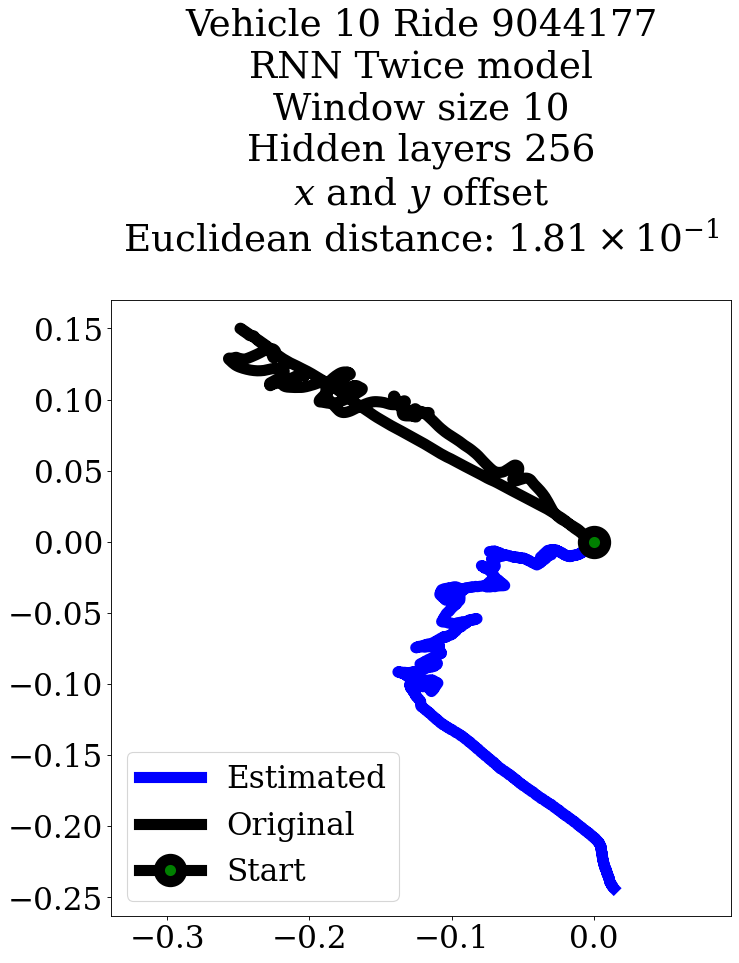 Vehicle 10 Ride 9044177
RNN Twice model
Window size 10
Hidden layers 256
x and y offset
Euclidean distance: 1.81 × 10⁻¹
0.15
0.10
0.05
0.00
−0.05
−0.10
−0.15
−0.20
−0.25
Estimated
Original
Start
−0.3 −0.2 −0.1 0.0